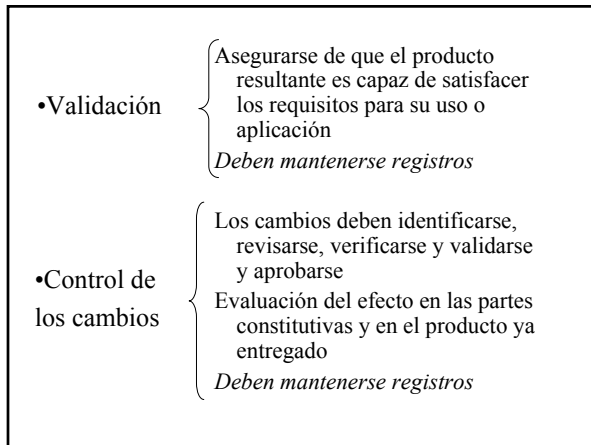 •Validación
Asegurarse de que el producto
resultante es capaz de satisfacer
los requisitos para su uso o
aplicación
Deben mantenerse registros
•Control de
los cambios
Los cambios deben identificarse,
revisarse, verificarse y validarse
y aprobarse
Evaluación del efecto en las partes
constitutivas y en el producto ya
entregado
Deben mantenerse registros